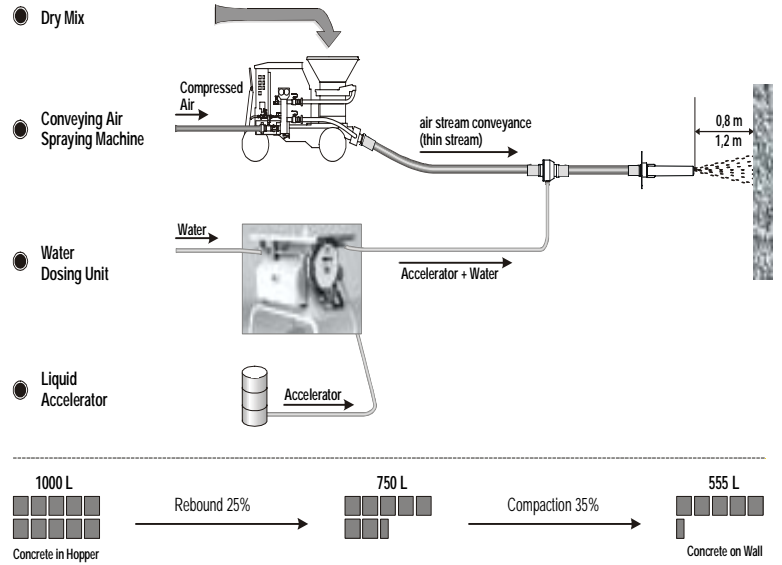 Dry Mix
Compressed
Air
Conveying Air
Spraying Machine
air stream conveyance
(thin stream)
0,8 m
1,2 m
Water
Water
Dosing Unit
Accelerator + Water
Liquid
Accelerator
Accelerator
1000 L
750 L
555 L
Rebound 25%
Compaction 35%
Concrete in Hopper
Concrete on Wall